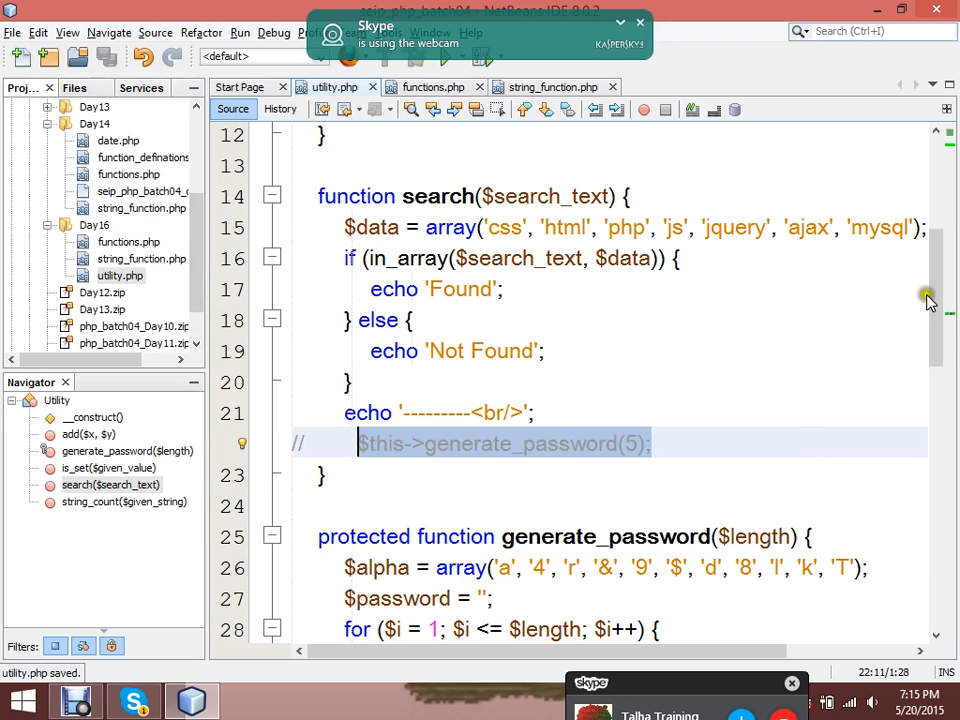 seip_php_batch04 - NetBeans IDE 8.0.2
Skype
is using the webcam
KASPERSKY
File Edit View Navigate Source Refactor Run Debug
<default>
Search (Ctrl+I)
Proj... Files Services
Day13
Day14
date.php
function_definations
functions.php
seip_php_batch04_
string_function.php
Day16
functions.php
string_function.php
utility.php
Day12.zip
Day13.zip
php_batch04_Day10.zip
php_batch04_Day11.zip
Navigator
Utility
__construct()
add($x, $y)
generate_password($length)
is_set($given_value)
search($search_text)
string_count($given_string)
Filters:
utility.php saved.
Start Page utility.php functions.php string_function.php
Source History
12 }
13
14 function search($search_text) {
15 $data = array('css', 'html', 'php', 'js', 'jquery', 'ajax', 'mysql');
16 if (in_array($search_text, $data)) {
17 echo 'Found';
18 } else {
19 echo 'Not Found';
20 }
21 echo '---------<br/>';
// $this->generate_password(5);
23 }
24
25 protected function generate_password($length) {
26 $alpha = array('a', '4', 'r', '&', '9', '$', 'd', '8', 'l', 'k', 'T');
27 $password = '';
28 for ($i = 1; $i <= $length; $i++) {
22:11/1:28 INS
skype
Talha Training
7:15 PM
5/20/2015